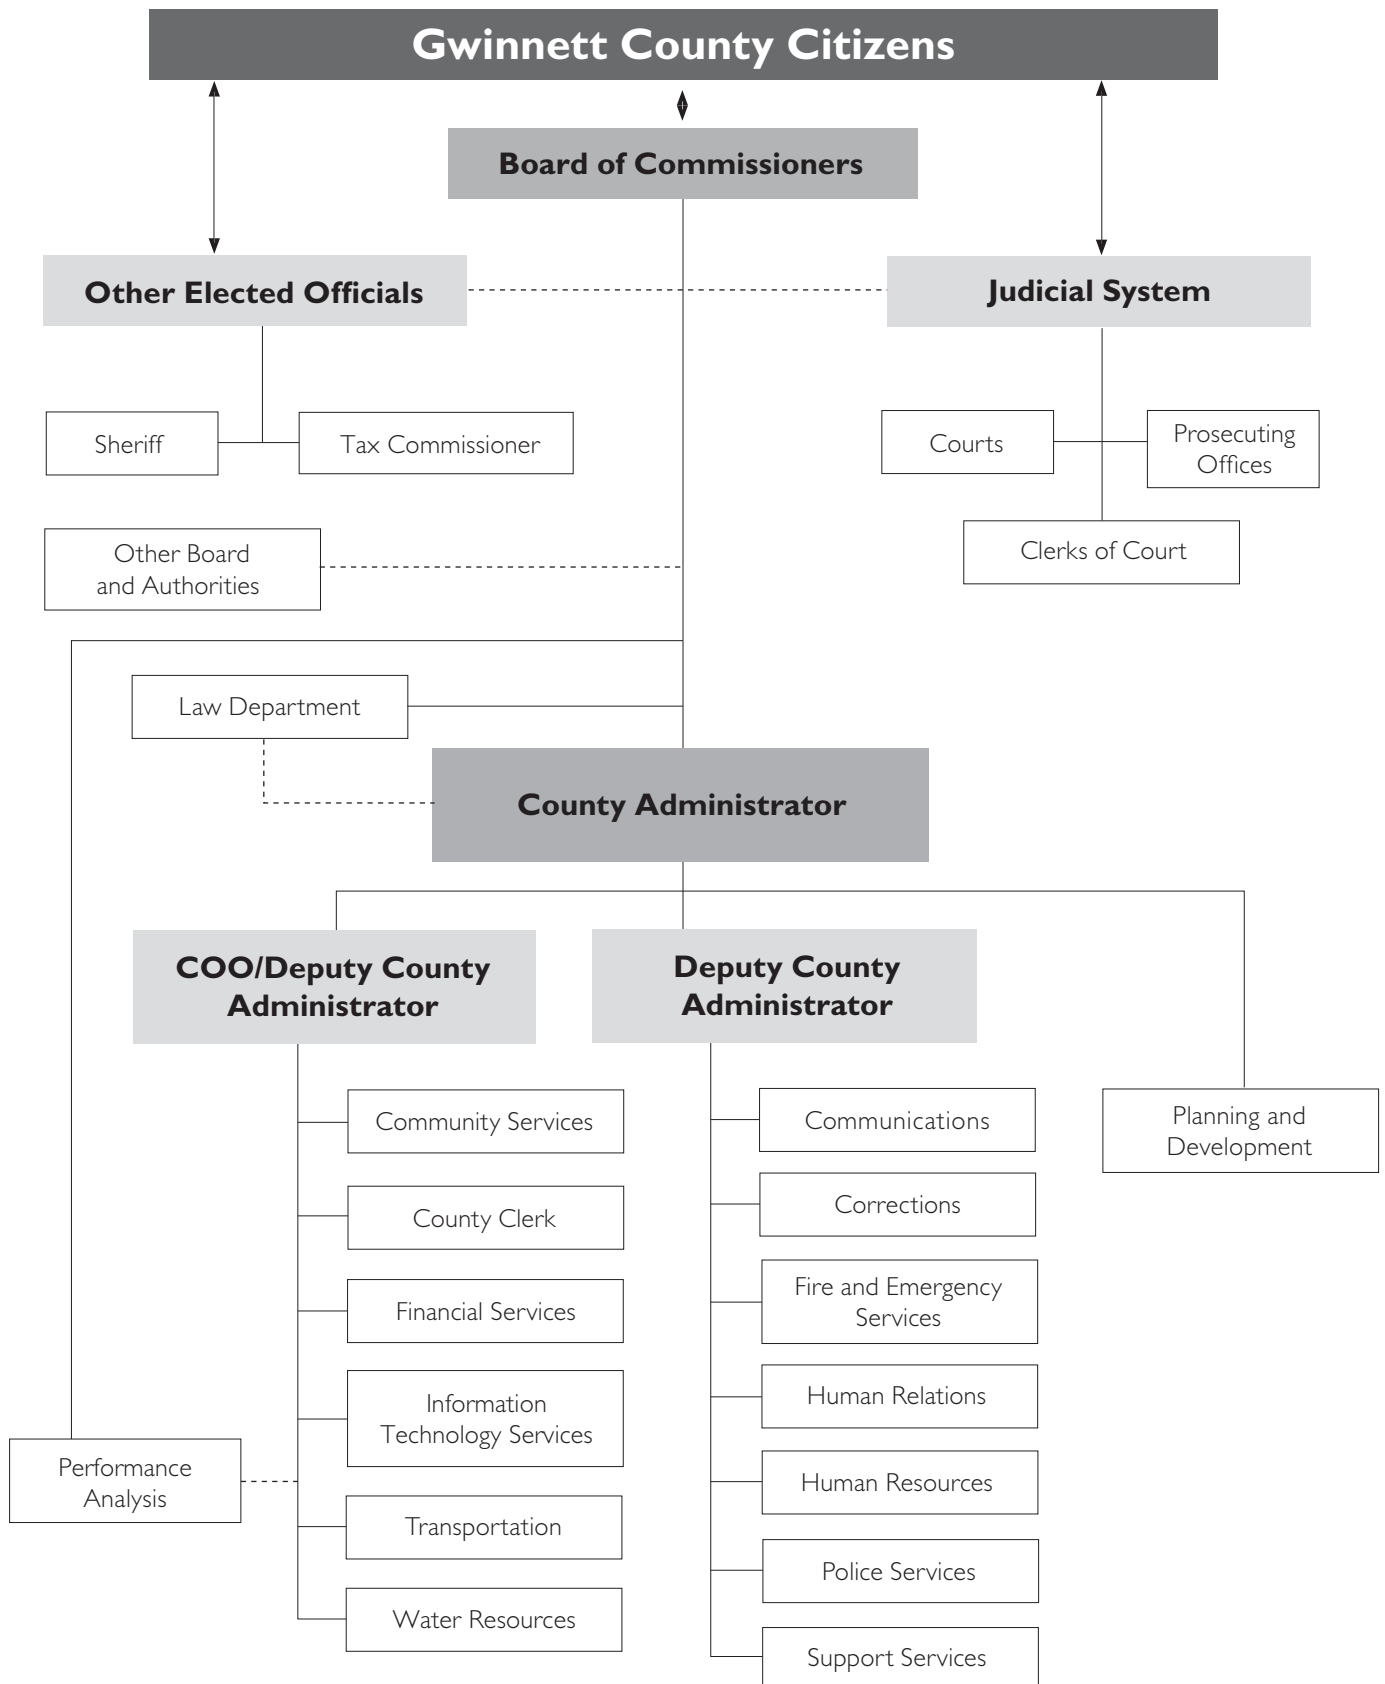 Gwinnett County Citizens
Board of Commissioners
Other Elected Officials
Judicial System
Sheriff
Tax Commissioner
Courts
Prosecuting
Offices
Clerks of Court
Other Board
and Authorities
Law Department
County Administrator
COO/Deputy County
Administrator
Deputy County
Administrator
Community Services
County Clerk
Financial Services
Information
Technology Services
Transportation
Water Resources
Performance
Analysis
Communications
Corrections
Fire and Emergency
Services
Human Relations
Human Resources
Police Services
Support Services
Planning and
Development